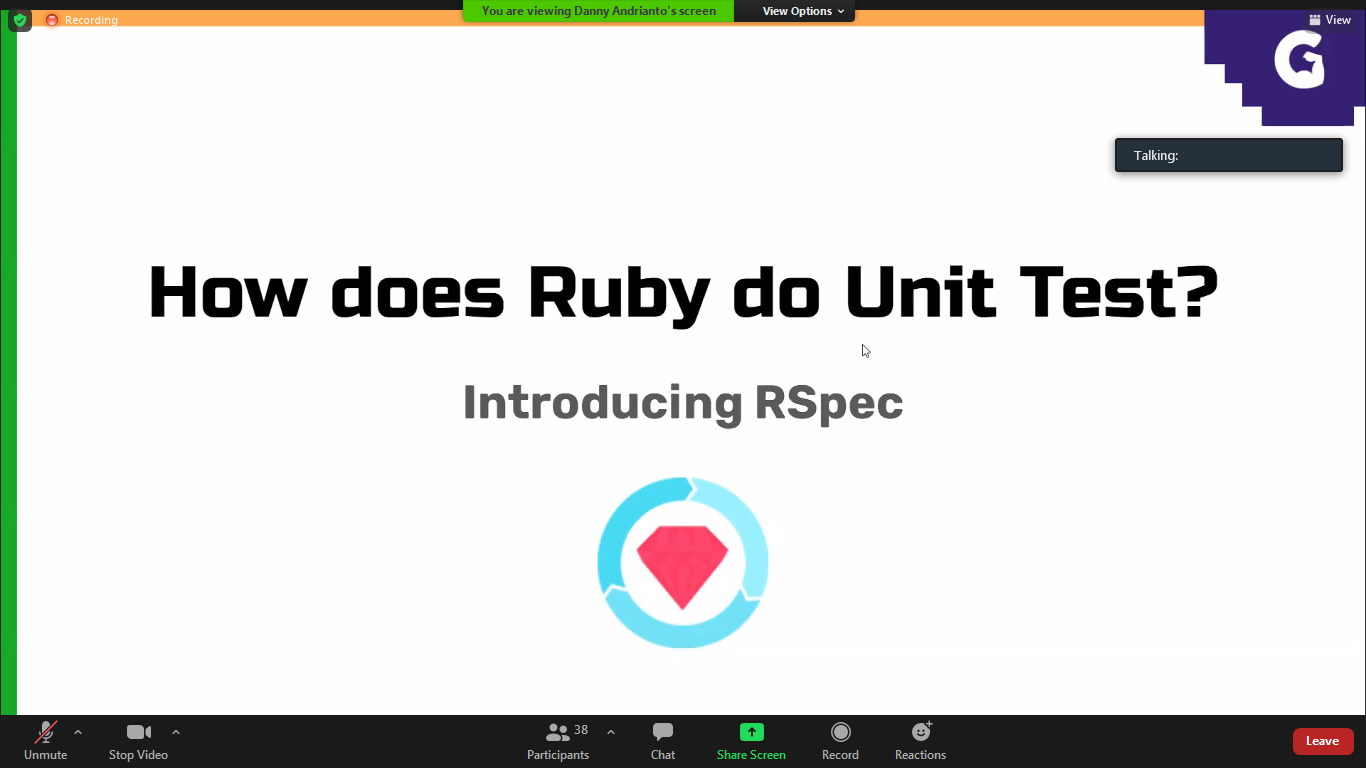 You are viewing Danny Andrianto's screen
View Options
Recording
View
G
Talking:
How does Ruby do Unit Test?
Introducing RSpec
Unmute
Stop Video
Participants
38
Chat
Share Screen
Record
Reactions
Leave